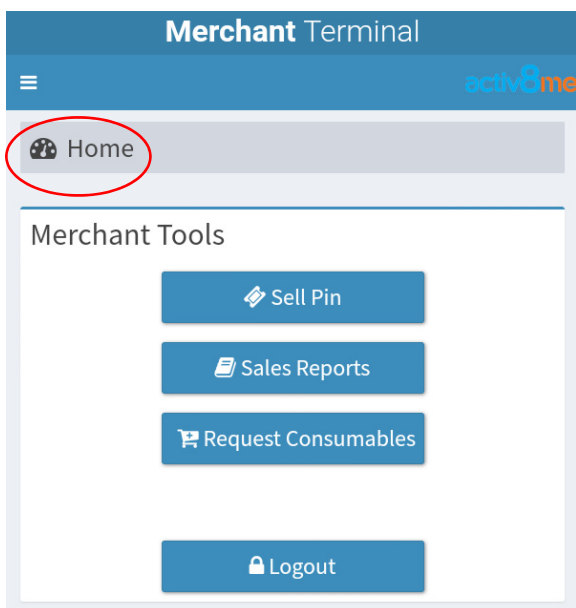 Merchant Terminal
activ8me
Home
Merchant Tools
Sell Pin
Sales Reports
Request Consumables
Logout